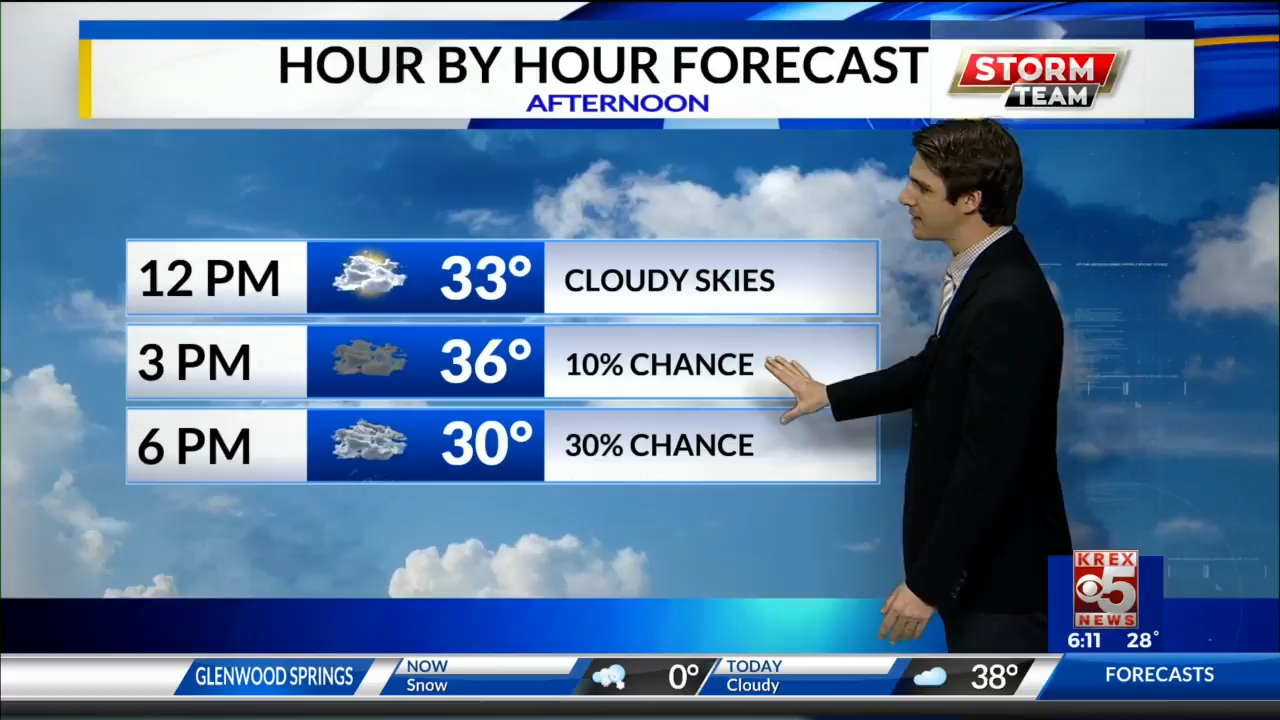 HOUR BY HOUR FORECAST
AFTERNOON
STORM
TEAM
12 PM 33° CLOUDY SKIES
3 PM 36° 10% CHANCE
6 PM 30° 30% CHANCE
KREX
5
NEWS
6:11 28°
GLENWOOD SPRINGS NOW Snow 0° TODAY Cloudy 38° FORECASTS